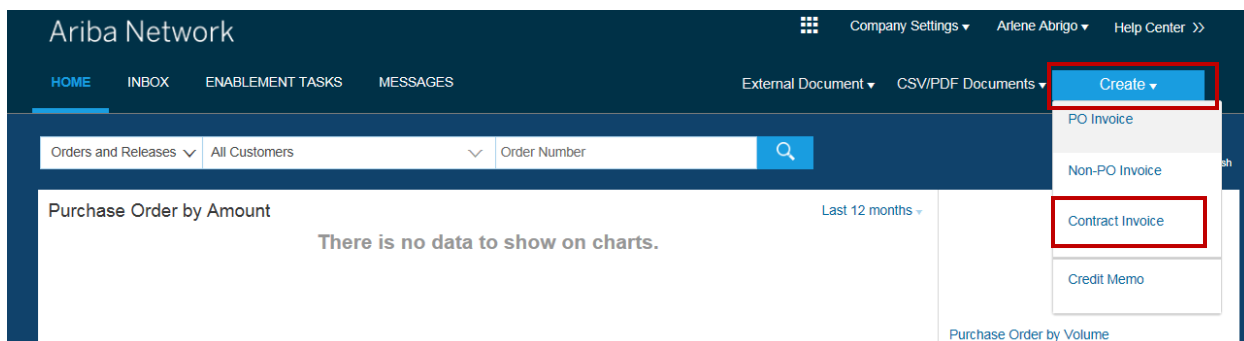 Ariba Network
Company Settings
Arlene Abrigo
Help Center >>
HOME
INBOX
ENABLEMENT TASKS
MESSAGES
External Document
CSV/PDF Documents
Create
PO Invoice
Non-PO Invoice
Contract Invoice
Credit Memo
Orders and Releases
All Customers
Order Number
sh
Purchase Order by Amount
Last 12 months
There is no data to show on charts.
Purchase Order by Volume